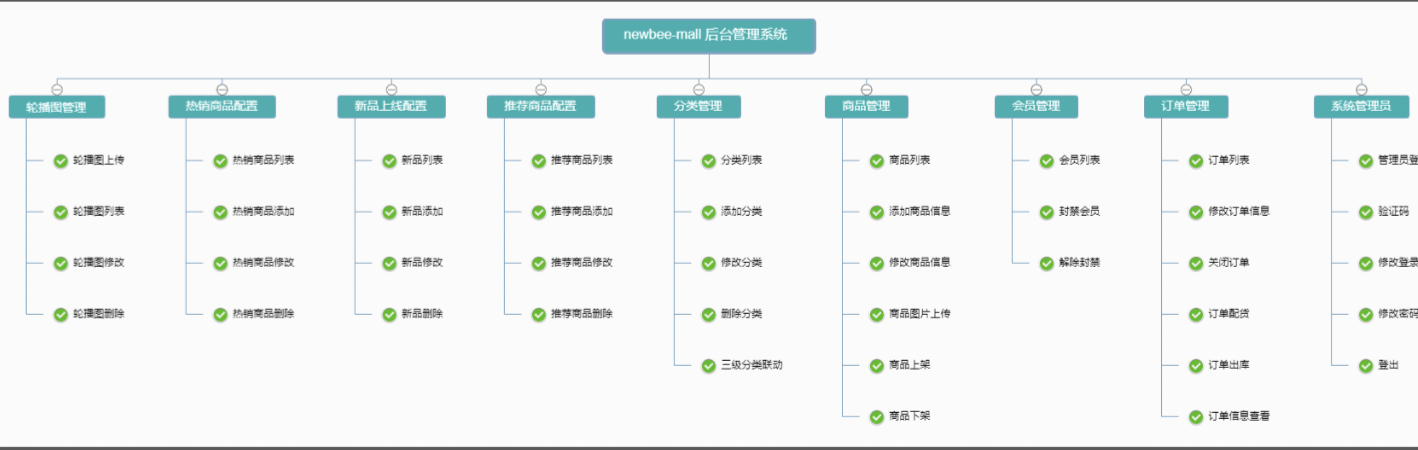 newbee-mall 后台管理系统
轮播图管理
热销商品配置
新品上线配置
推荐商品配置
分类管理
商品管理
会员管理
订单管理
系统管理员
轮播图上传
热销商品列表
新品列表
推荐商品列表
分类列表
商品列表
会员列表
订单列表
管理员登
轮播图列表
热销商品添加
新品添加
推荐商品添加
添加分类
添加商品信息
封禁会员
修改订单信息
验证码
轮播图修改
热销商品修改
新品修改
推荐商品修改
修改分类
修改商品信息
解除封禁
关闭订单
修改登录
轮播图删除
热销商品删除
新品删除
推荐商品删除
删除分类
商品图片上传
订单配货
修改密码
三级分类联动
商品上架
订单出库
登出
商品下架
订单信息查看